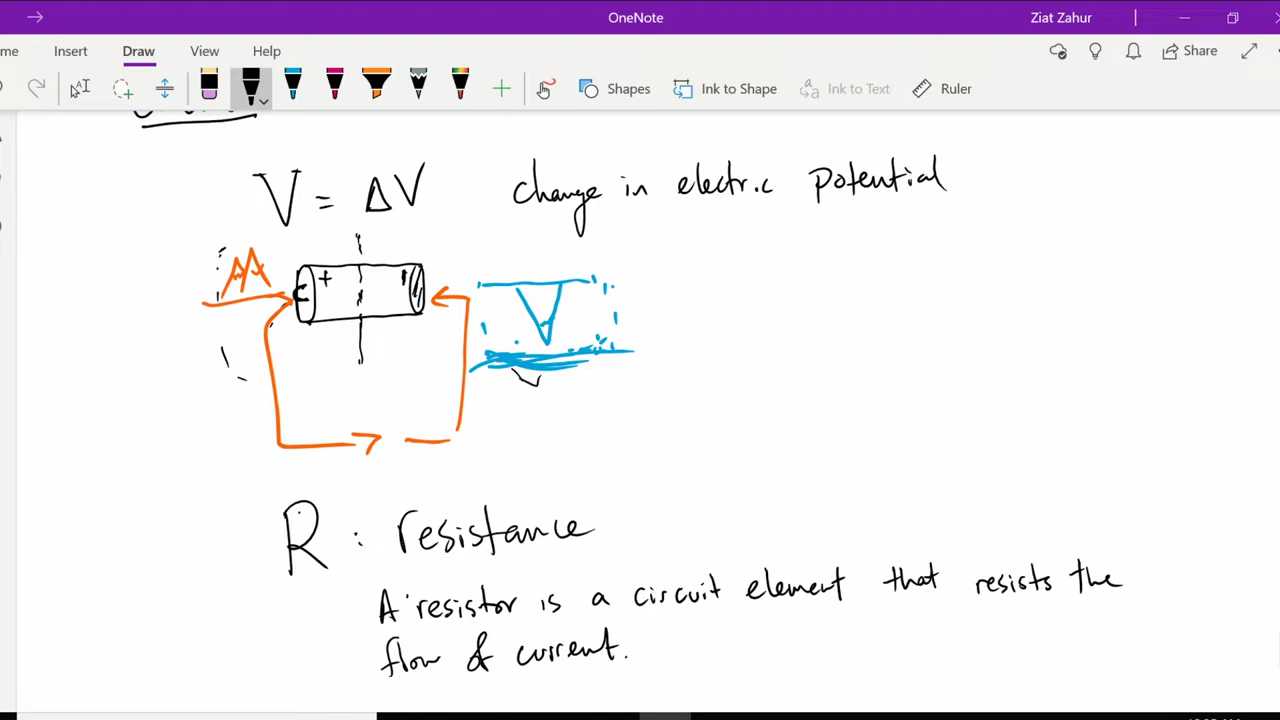 OneNote
Ziat Zahur
me Insert Draw View Help
Share
Shapes Ink to Shape Ink to Text Ruler
V = ΔV change in electric potential
AA
+
V
R : resistance
A resistor is a circuit element that resists the
flow of current.